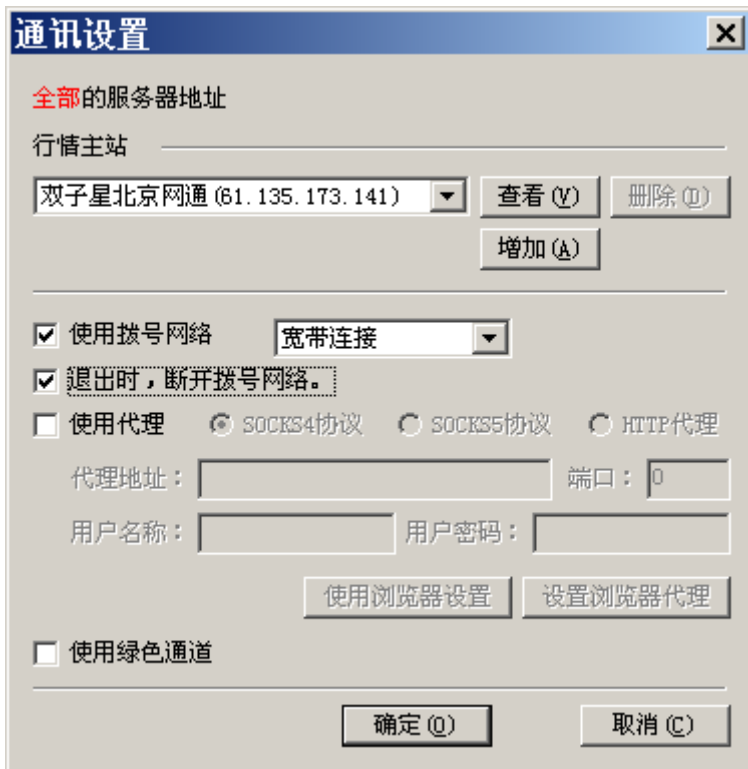 通讯设置
全部的服务器地址
行情主站
双子星北京网通(61.135.173.141) 查看(V) 删除(D)
增加(A)
使用拨号网络 宽带连接
退出时，断开拨号网络。
使用代理 SOCKS4协议 SOCKS5协议 HTTP代理
代理地址： 端口：0
用户名称： 用户密码：
使用浏览器设置 设置浏览器代理
使用绿色通道
确定(O) 取消(C)